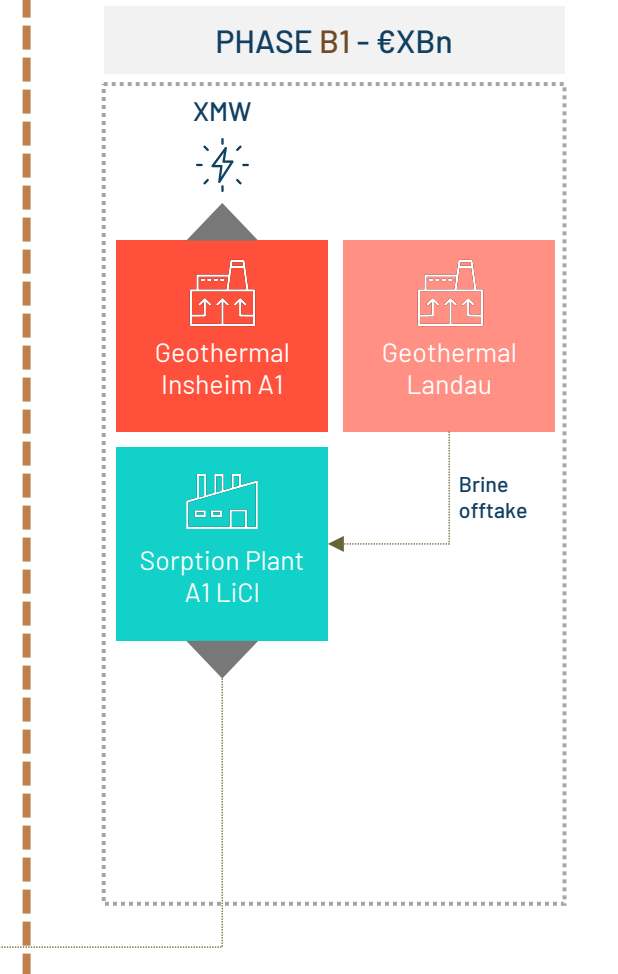 PHASE B1 - €XBn
XMW
Geothermal
Insheim A1
Geothermal
Landau
Brine
offtake
Sorption Plant
A1 LiCl